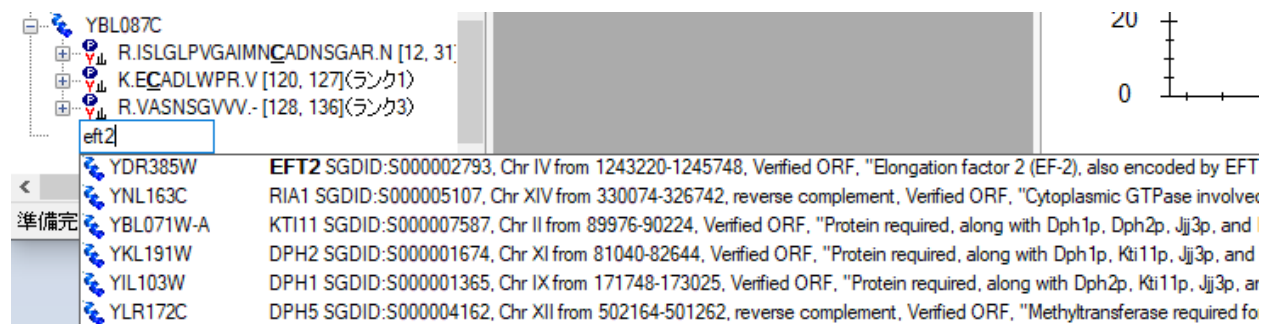 YBL087C
R.ISLGLPVGAIMNCADNSGAR.N [12, 31]
K.ECADLWPR.V [120, 127](ランク1)
R.VASNSGVVV.- [128, 136](ランク3)
20
0
eft2
YDR385W EFT2 SGDID:S000002793, Chr IV from 1243220-1245748, Verified ORF, "Elongation factor 2 (EF-2), also encoded by EFT
YNL163C RIA1 SGDID:S000005107, Chr XIV from 330074-326742, reverse complement, Verified ORF, "Cytoplasmic GTPase involved
準備完
YBL071W-A KTI11 SGDID:S000007587, Chr II from 89976-90224, Verified ORF, "Protein required, along with Dph1p, Dph2p, Jjj3p, and
YKL191W DPH2 SGDID:S000001674, Chr XI from 81040-82644, Verified ORF, "Protein required, along with Dph1p, Kti11p, Jjj3p, and
YIL103W DPH1 SGDID:S000001365, Chr IX from 171748-173025, Verified ORF, "Protein required, along with Dph2p, Kti11p, Jjj3p, ar
YLR172C DPH5 SGDID:S000004162, Chr XII from 502164-501262, reverse complement, Verified ORF, "Methyltransferase required fo